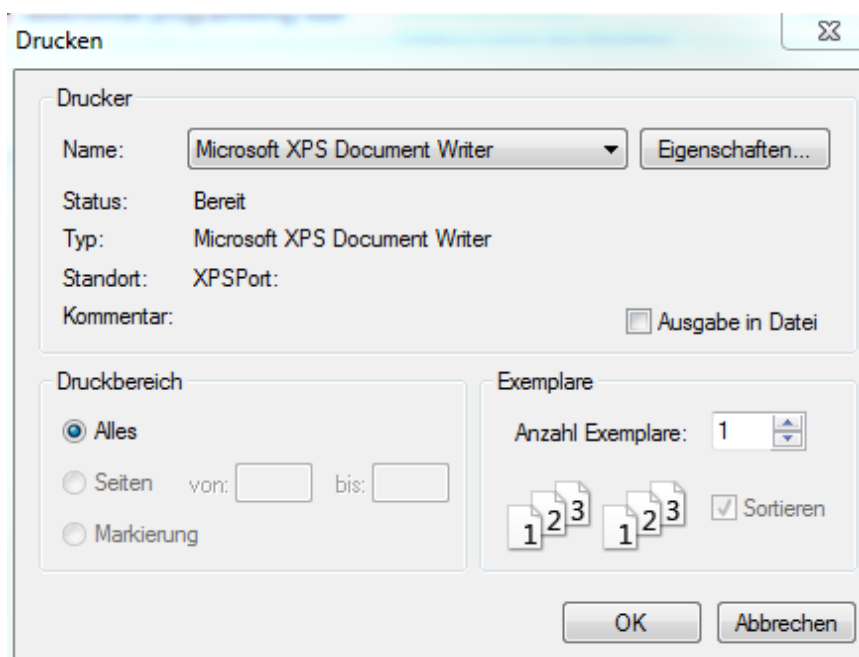 Drucken
Drucker
Name: Microsoft XPS Document Writer Eigenschaften...
Status: Bereit
Typ: Microsoft XPS Document Writer
Standort: XPSPort:
Kommentar:
Ausgabe in Datei
Druckbereich
Alles
Seiten von: bis:
Markierung
Exemplare
Anzahl Exemplare: 1
1 2 3 1 2 3 Sortieren
OK Abbrechen